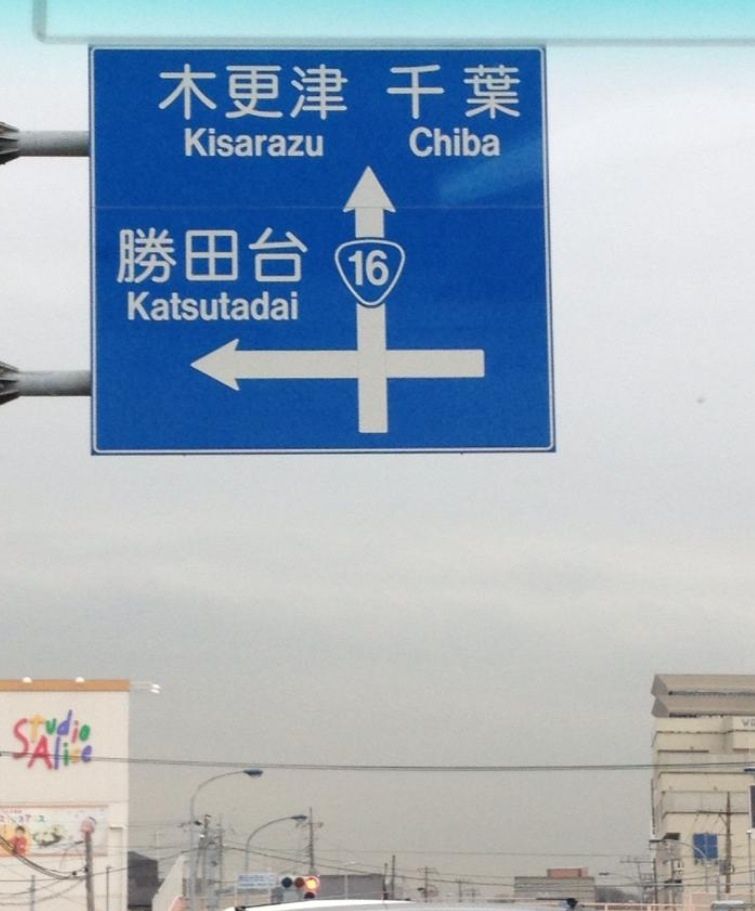 木更津 千葉
Kisarazu Chiba
勝田台
16
Katsutadai
Studio
Alice